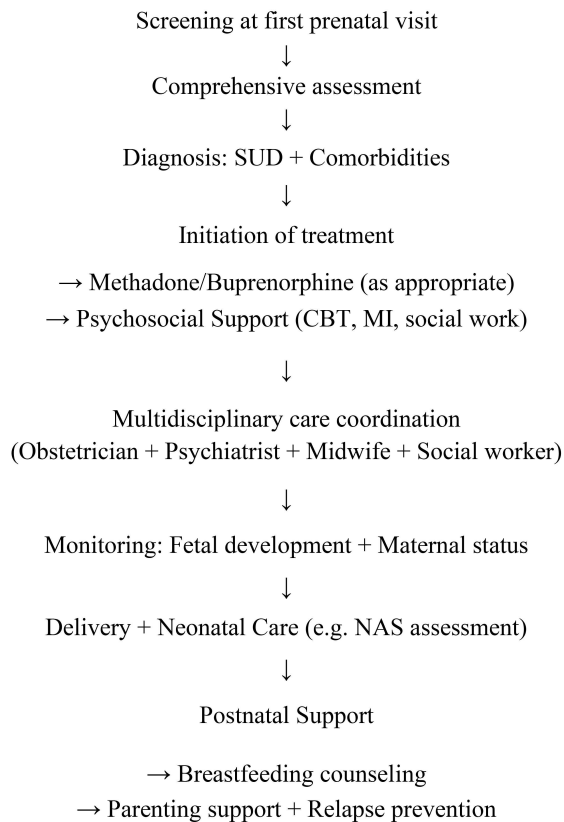 Screening at first prenatal visit
↓
Comprehensive assessment
↓
Diagnosis: SUD + Comorbidities
↓
Initiation of treatment
→ Methadone/Buprenorphine (as appropriate)
→ Psychosocial Support (CBT, MI, social work)
↓
Multidisciplinary care coordination
(Obstetrician + Psychiatrist + Midwife + Social worker)
↓
Monitoring: Fetal development + Maternal status
↓
Delivery + Neonatal Care (e.g. NAS assessment)
↓
Postnatal Support
→ Breastfeeding counseling
→ Parenting support + Relapse prevention